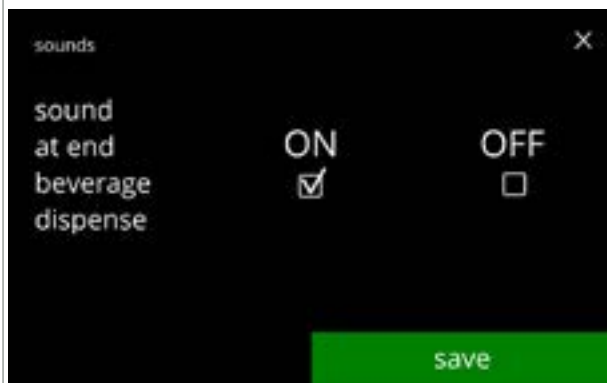 sounds
sound
at end
beverage
dispense
ON
OFF
save